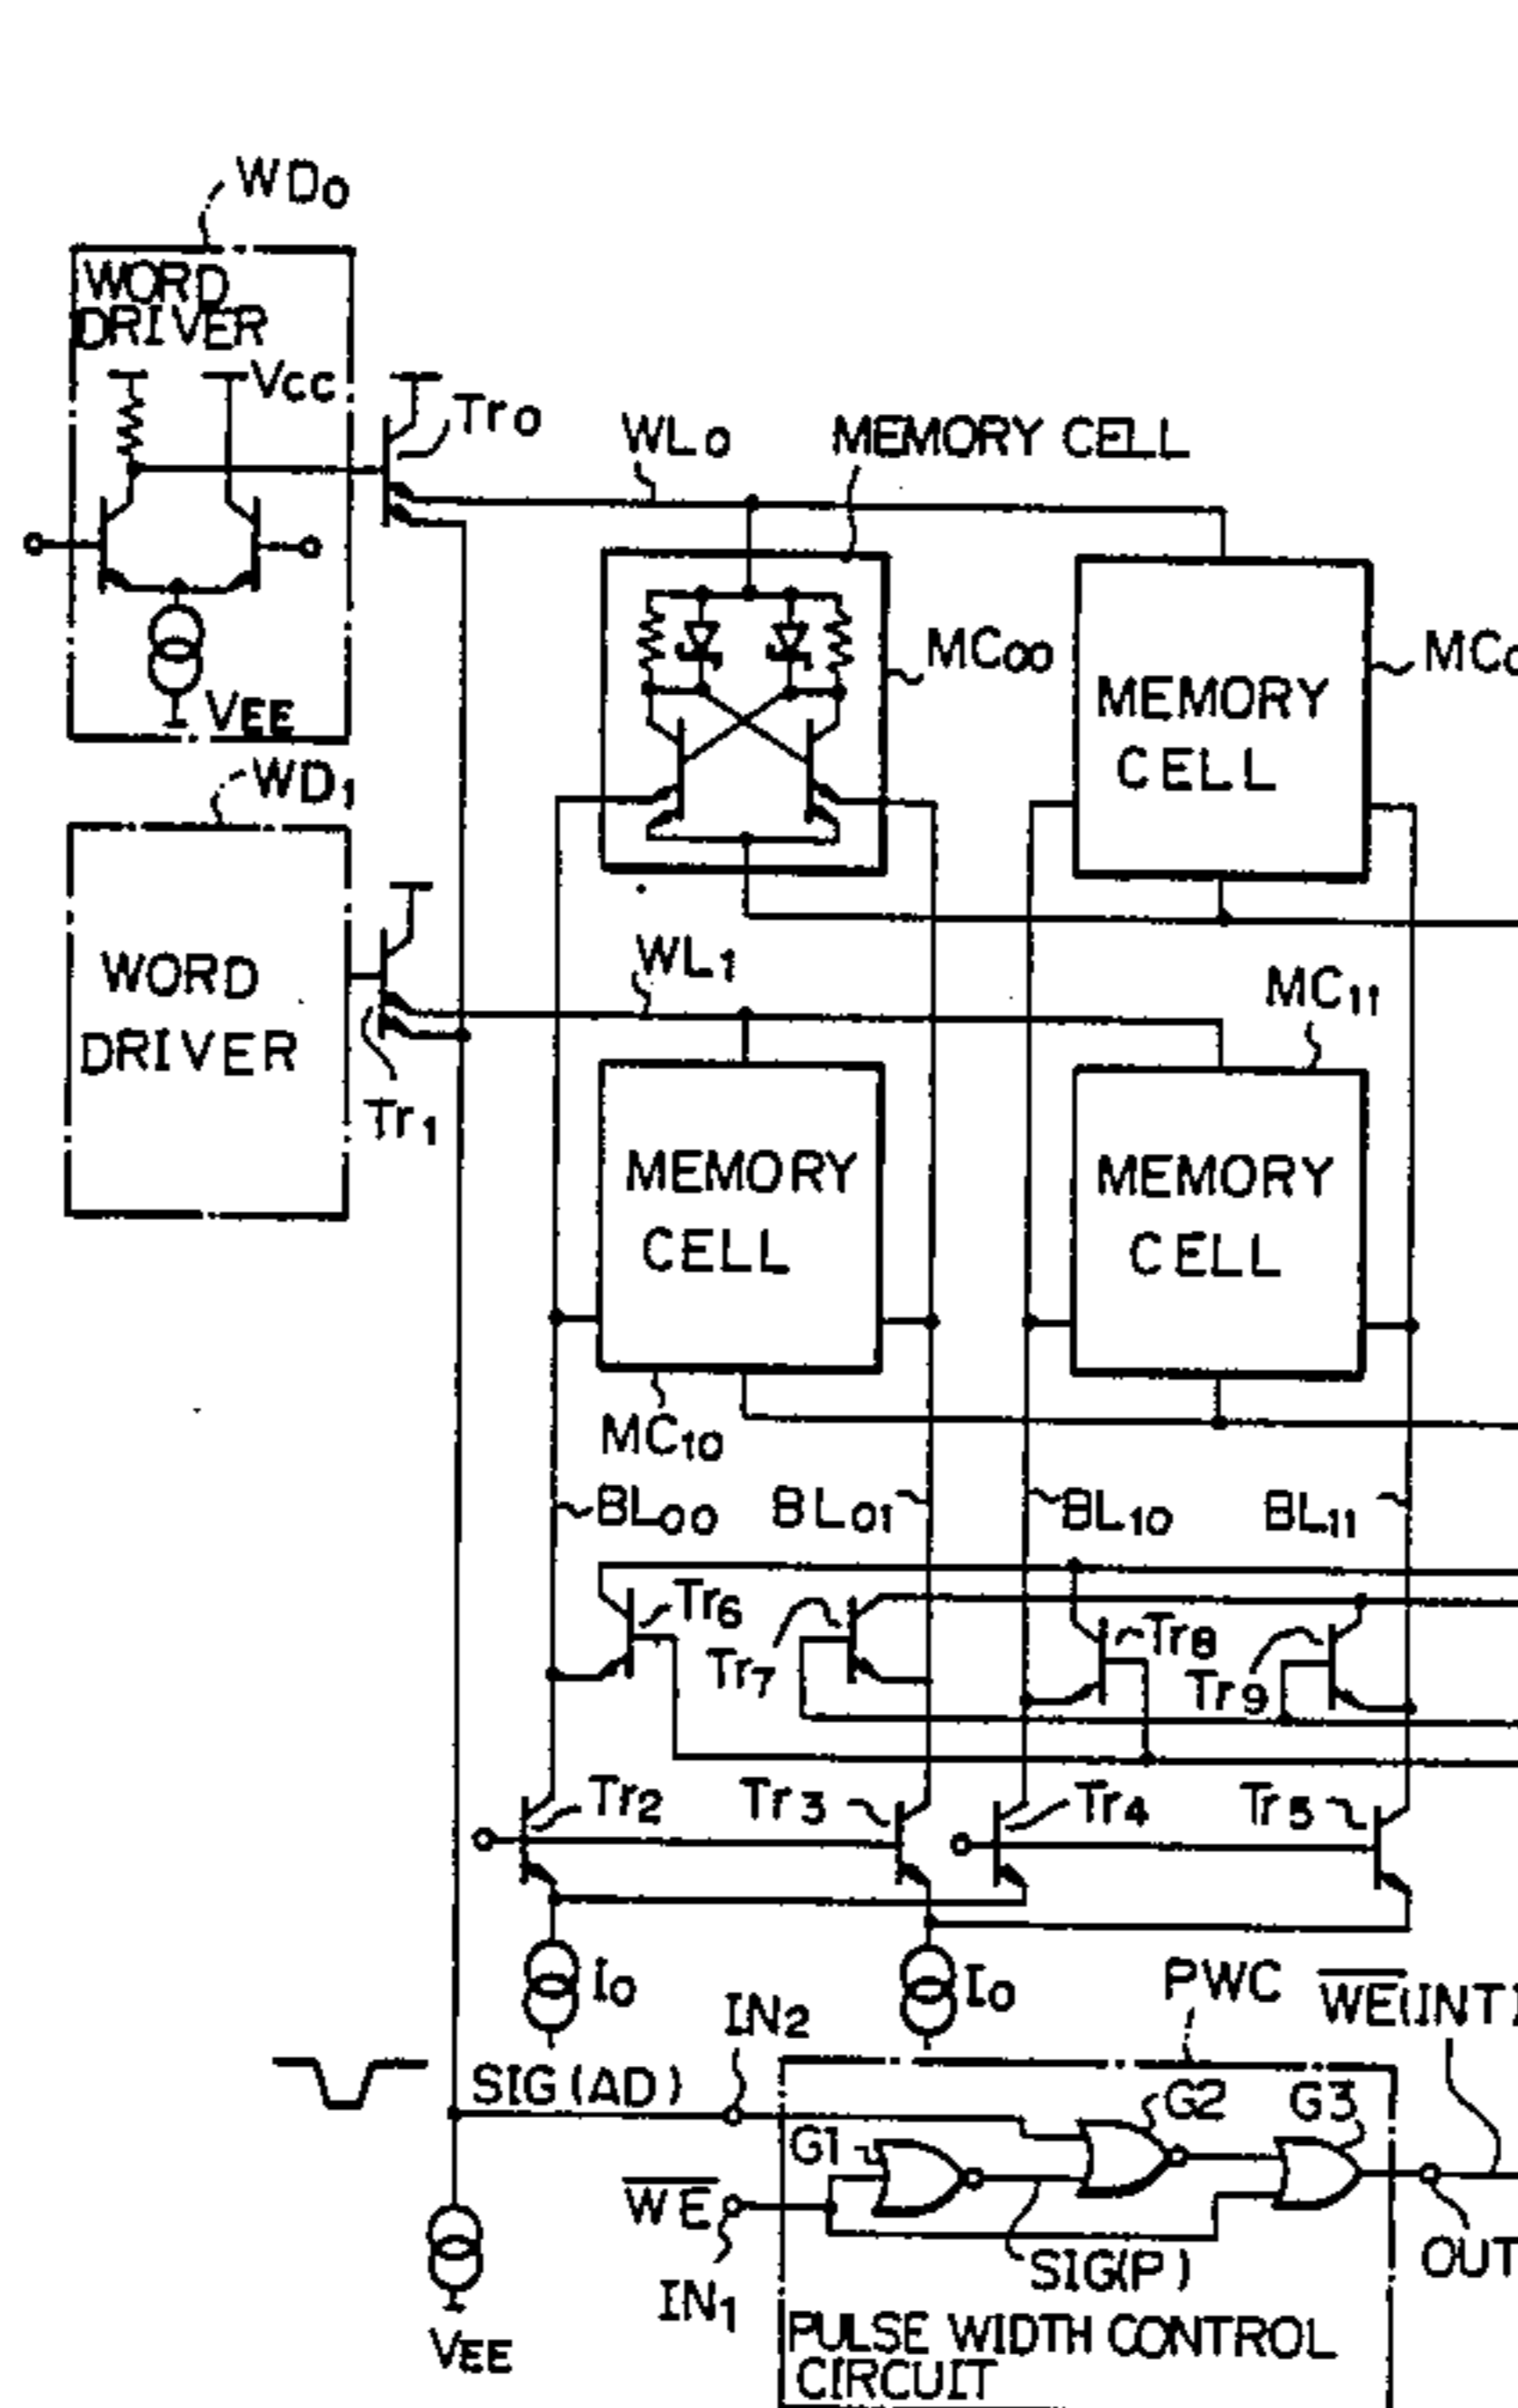 WD0
WORD
DRIVER
VCC
Tr0
WL0
MEMORY CELL
MC00
MEMORY
CELL
VEE
WD1
WORD
DRIVER
Tr1
WL1
MC11
MEMORY
CELL
MEMORY
CELL
MC10
BL00
BL01
BL10
BL11
Tr6
Tr7
Tr8
Tr9
Tr2
Tr3
Tr4
Tr5
I0
I0
PWC
W̅E̅(INT)
IN2
SIG(AD)
G1
G2
G3
W̅E̅
IN1
SIG(P)
OUT
PULSE WIDTH CONTROL
CIRCUIT
VEE